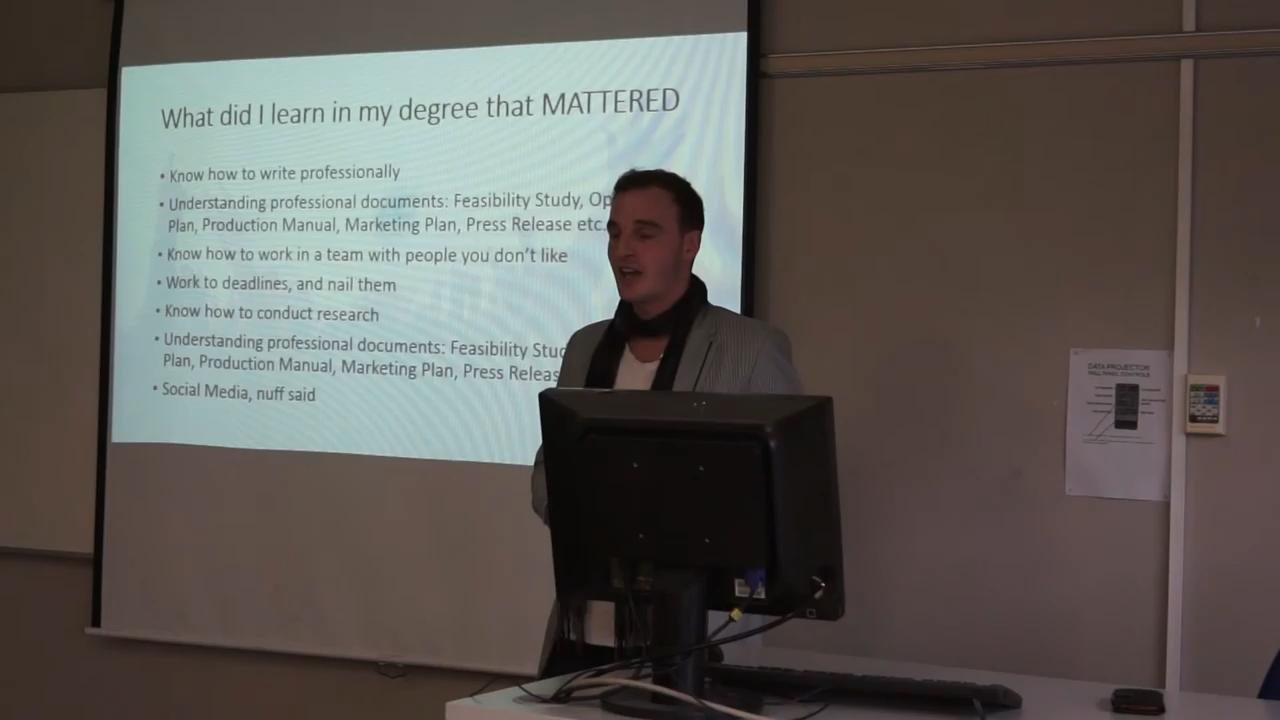 What did I learn in my degree that MATTERED
• Know how to write professionally
• Understanding professional documents: Feasibility Study, Op
Plan, Production Manual, Marketing Plan, Press Release etc.
• Know how to work in a team with people you don't like
• Work to deadlines, and nail them
• Know how to conduct research
• Understanding professional documents: Feasibility Stud
Plan, Production Manual, Marketing Plan, Press Releas
• Social Media, nuff said
DATA PROJECTOR
WALL PANEL CONTROLS